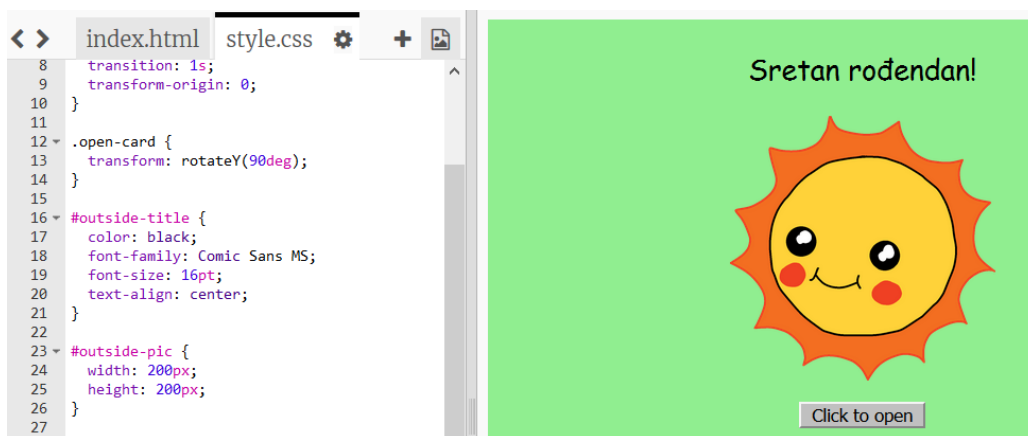 index.html style.css
8 transition: 1s;
9 transform-origin: 0;
10 }
11
12 .open-card {
13 transform: rotateY(90deg);
14 }
15
16 #outside-title {
17 color: black;
18 font-family: Comic Sans MS;
19 font-size: 16pt;
20 text-align: center;
21 }
22
23 #outside-pic {
24 width: 200px;
25 height: 200px;
26 }
27
Sretan rođendan!
Click to open